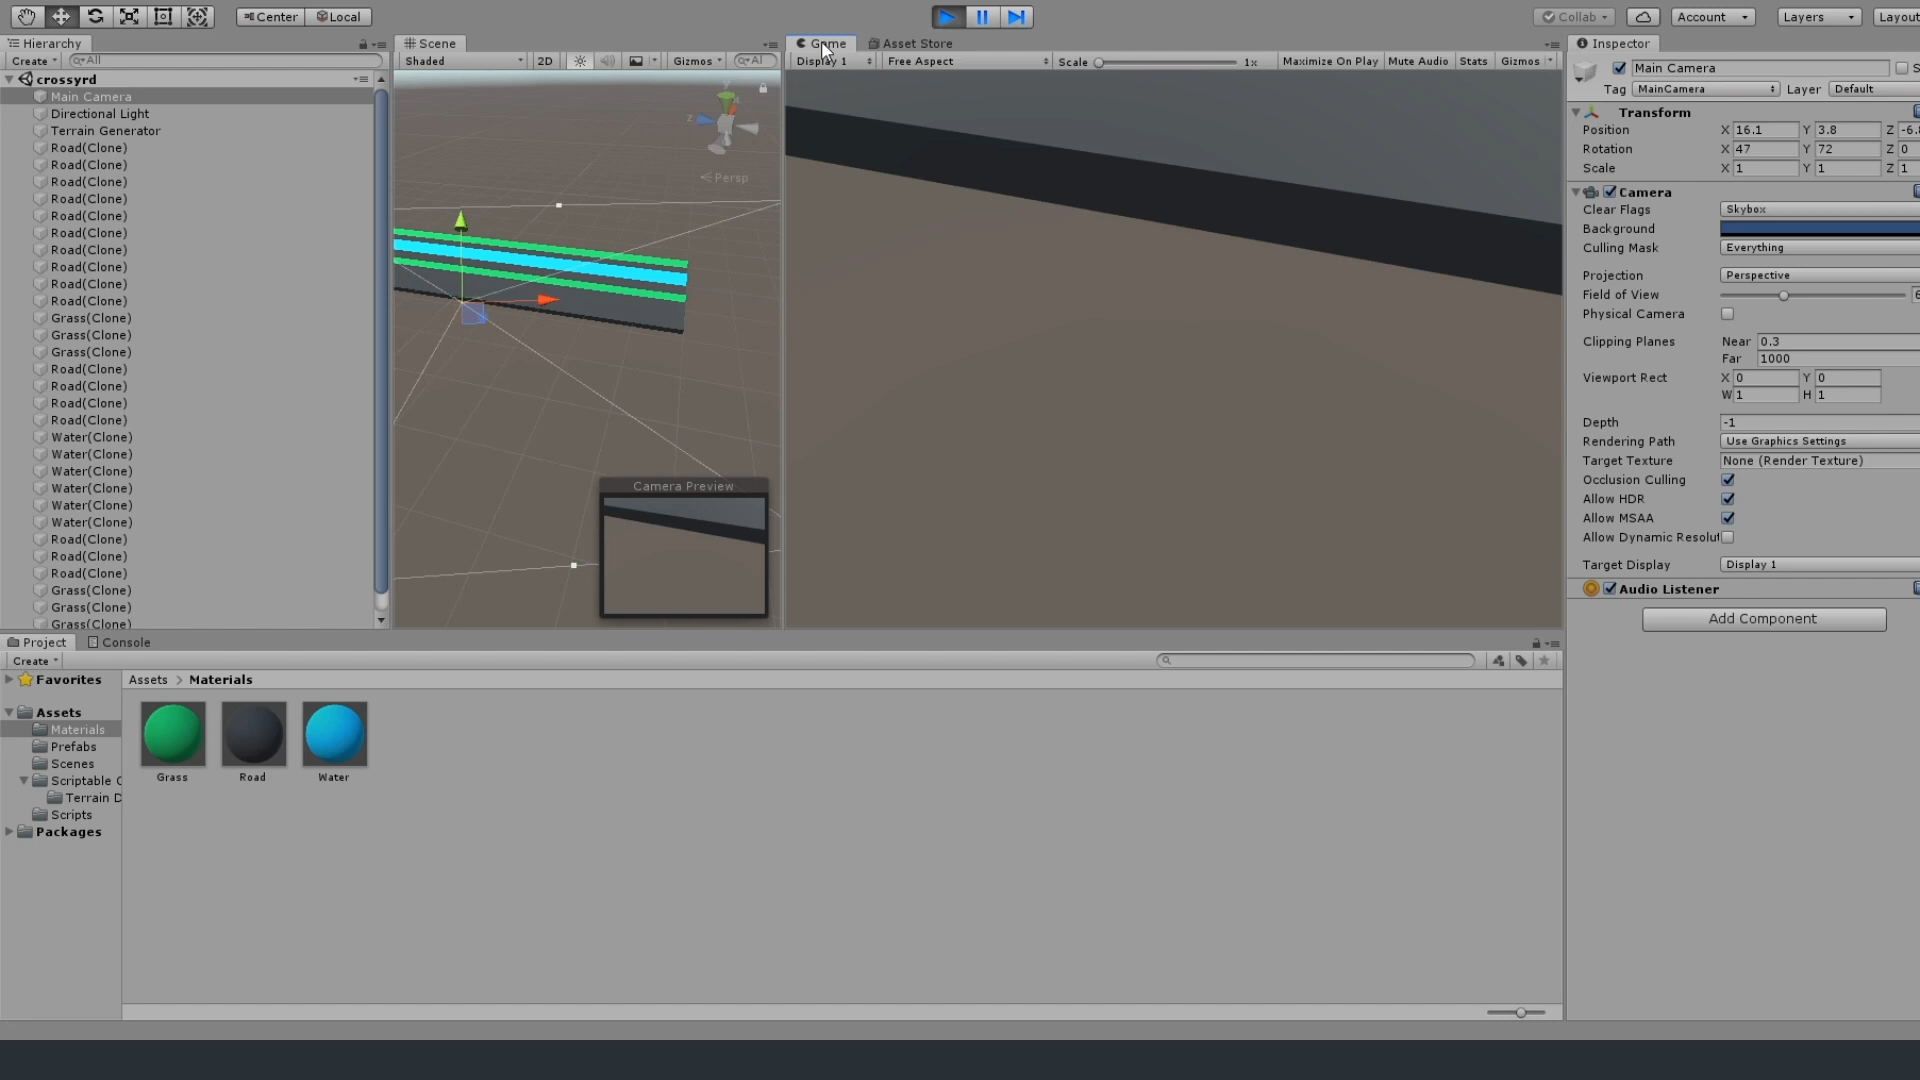 Center
Local
Collab
Account
Layers
Layout
Hierarchy
Create
All
crossyrd
Main Camera
Directional Light
Terrain Generator
Road(Clone)
Road(Clone)
Road(Clone)
Road(Clone)
Road(Clone)
Road(Clone)
Road(Clone)
Road(Clone)
Road(Clone)
Road(Clone)
Grass(Clone)
Grass(Clone)
Grass(Clone)
Road(Clone)
Road(Clone)
Road(Clone)
Road(Clone)
Water(Clone)
Water(Clone)
Water(Clone)
Water(Clone)
Water(Clone)
Water(Clone)
Road(Clone)
Road(Clone)
Road(Clone)
Grass(Clone)
Grass(Clone)
Grass(Clone)
Scene
Shaded 2D Gizmos Al
y
z
Persp
Camera Preview
Game Asset Store
Display 1 Free Aspect Scale 1x Maximize On Play Mute Audio Stats Gizmos
Inspector
Main Camera S
Tag MainCamera Layer Default
Transform
Position X 16.1 Y 3.8 Z -6.8
Rotation X 47 Y 72 Z 0
Scale X 1 Y 1 Z 1
Camera
Clear Flags Skybox
Background
Culling Mask Everything
Projection Perspective
Field of View 6
Physical Camera
Clipping Planes Near 0.3
Far 1000
Viewport Rect X 0 Y 0
W 1 H 1
Depth -1
Rendering Path Use Graphics Settings
Target Texture None (Render Texture)
Occlusion Culling
Allow HDR
Allow MSAA
Allow Dynamic Resolut
Target Display Display 1
Audio Listener
Add Component
Project Console
Create
Favorites
Assets
Materials
Prefabs
Scenes
Scriptable O
Terrain D
Scripts
Packages
Assets > Materials
Grass Road Water